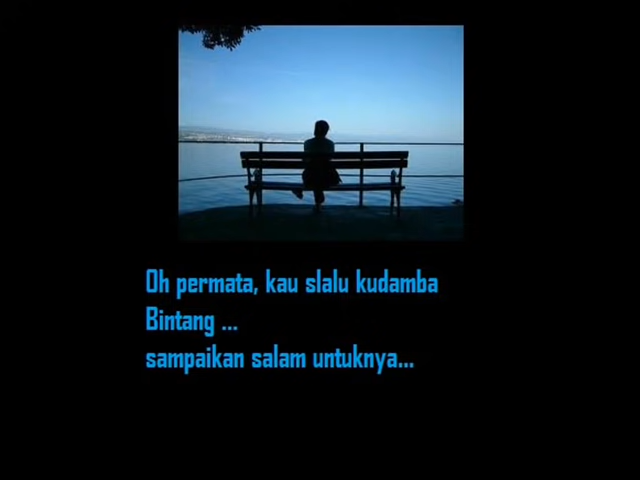 Oh permata, kau slalu kudamba
Bintang ...
sampaikan salam untuknya...